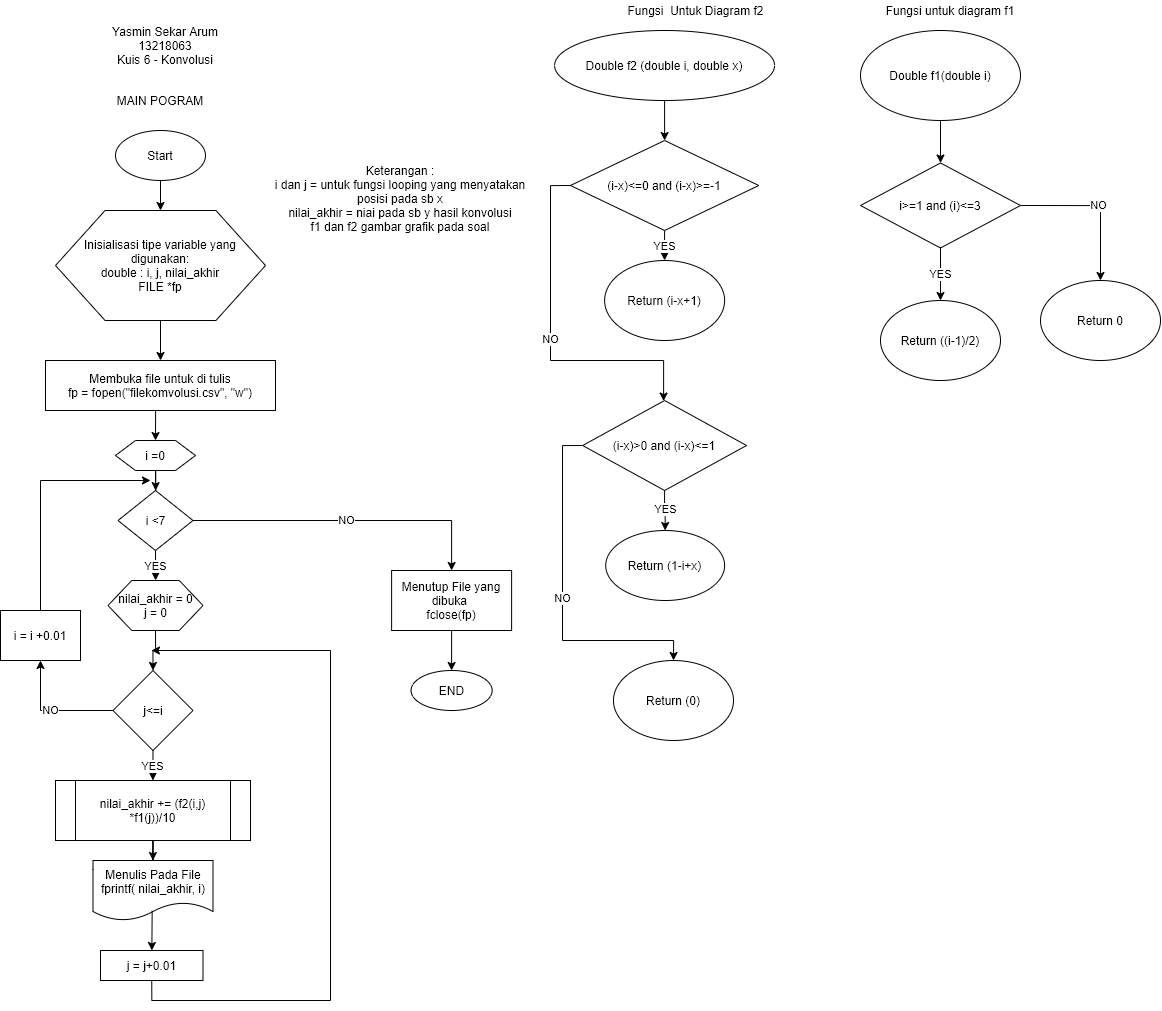 Yasmin Sekar Arum
13218063
Kuis 6 - Konvolusi
MAIN POGRAM
Start
Inisialisasi tipe variable yang
digunakan:
double : i, j, nilai_akhir
FILE *fp
Membuka file untuk di tulis
fp = fopen("filekomvolusi.csv", "w")
i =0
i <7
NO
YES
nilai_akhir = 0
j = 0
i = i +0.01
j<=i
NO
YES
nilai_akhir += (f2(i,j)
*f1(j))/10
Menulis Pada File
fprintf( nilai_akhir, i)
j = j+0.01
Menutup File yang
dibuka
fclose(fp)
END
Keterangan :
i dan j = untuk fungsi looping yang menyatakan
posisi pada sb x
nilai_akhir = niai pada sb y hasil konvolusi
f1 dan f2 gambar grafik pada soal
Fungsi Untuk Diagram f2
Double f2 (double i, double x)
(i-x)<=0 and (i-x)>=-1
YES
Return (i-x+1)
NO
(i-x)>0 and (i-x)<=1
YES
Return (1-i+x)
NO
Return (0)
Fungsi untuk diagram f1
Double f1(double i)
i>=1 and (i)<=3
NO
YES
Return ((i-1)/2)
Return 0